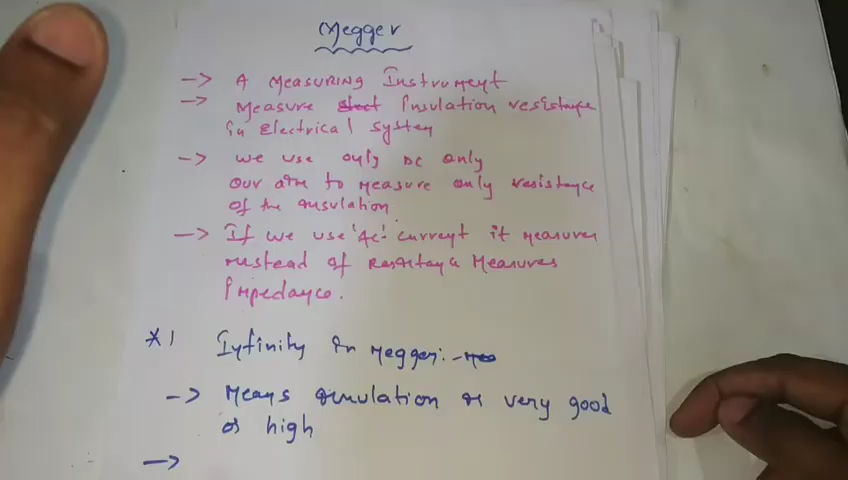 Megger
-> A Measuring Instrument
-> Measure Insulation resistance
in Electrical System
-> we use only DC only
our aim to Measure only resistance
of the insulation
-> If we use 'AC' current it measures
instead of Resistance Measures
Impedance.
*1 Infinity in Megger:-
-> Means insulation is very good
or high
->